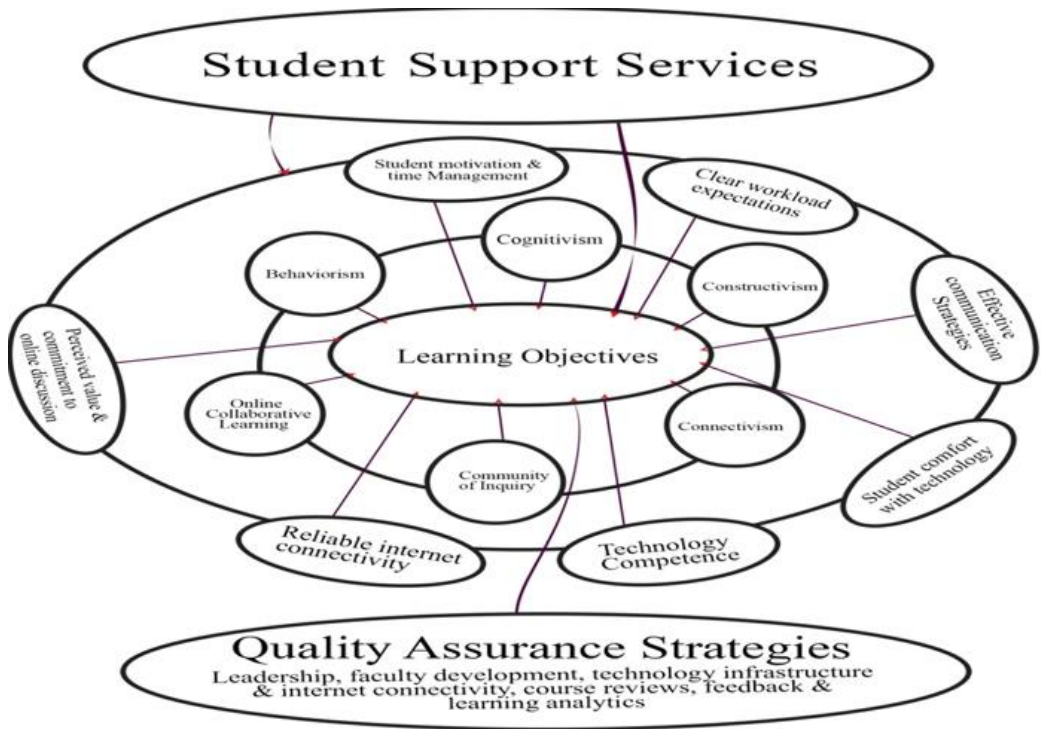 Student Support Services
Student motivation &
time Management
Clear workload
expectations
Cognitivism
Behaviorism
Constructivism
Effective
communication
Strategies
Perceived value &
commitment to
online discussion
Learning Objectives
Online
Collaborative
Learning
Connectivism
Student comfort
with technology
Community
of Inquiry
Reliable internet
connectivity
Technology
Competence
Quality Assurance Strategies
Leadership, faculty development, technology infrastructure
& internet connectivity, course reviews, feedback &
learning analytics